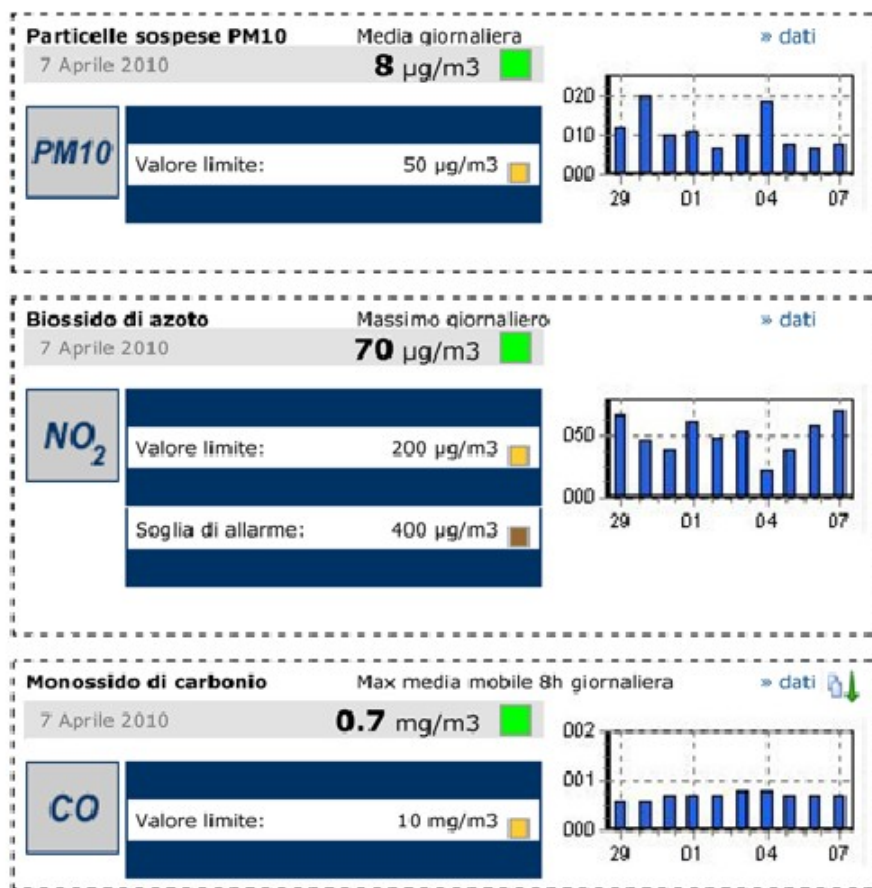 Particelle sospese PM10 Media giornaliera » dati
7 Aprile 2010 8 µg/m3
PM10
Valore limite: 50 µg/m3
020
010
000
29 01 04 07
Biossido di azoto Massimo giornaliero » dati
7 Aprile 2010 70 µg/m3
NO2
Valore limite: 200 µg/m3
Soglia di allarme: 400 µg/m3
050
000
29 01 04 07
Monossido di carbonio Max media mobile 8h giornaliera » dati
7 Aprile 2010 0.7 mg/m3
CO
Valore limite: 10 mg/m3
002
001
000
29 01 04 07